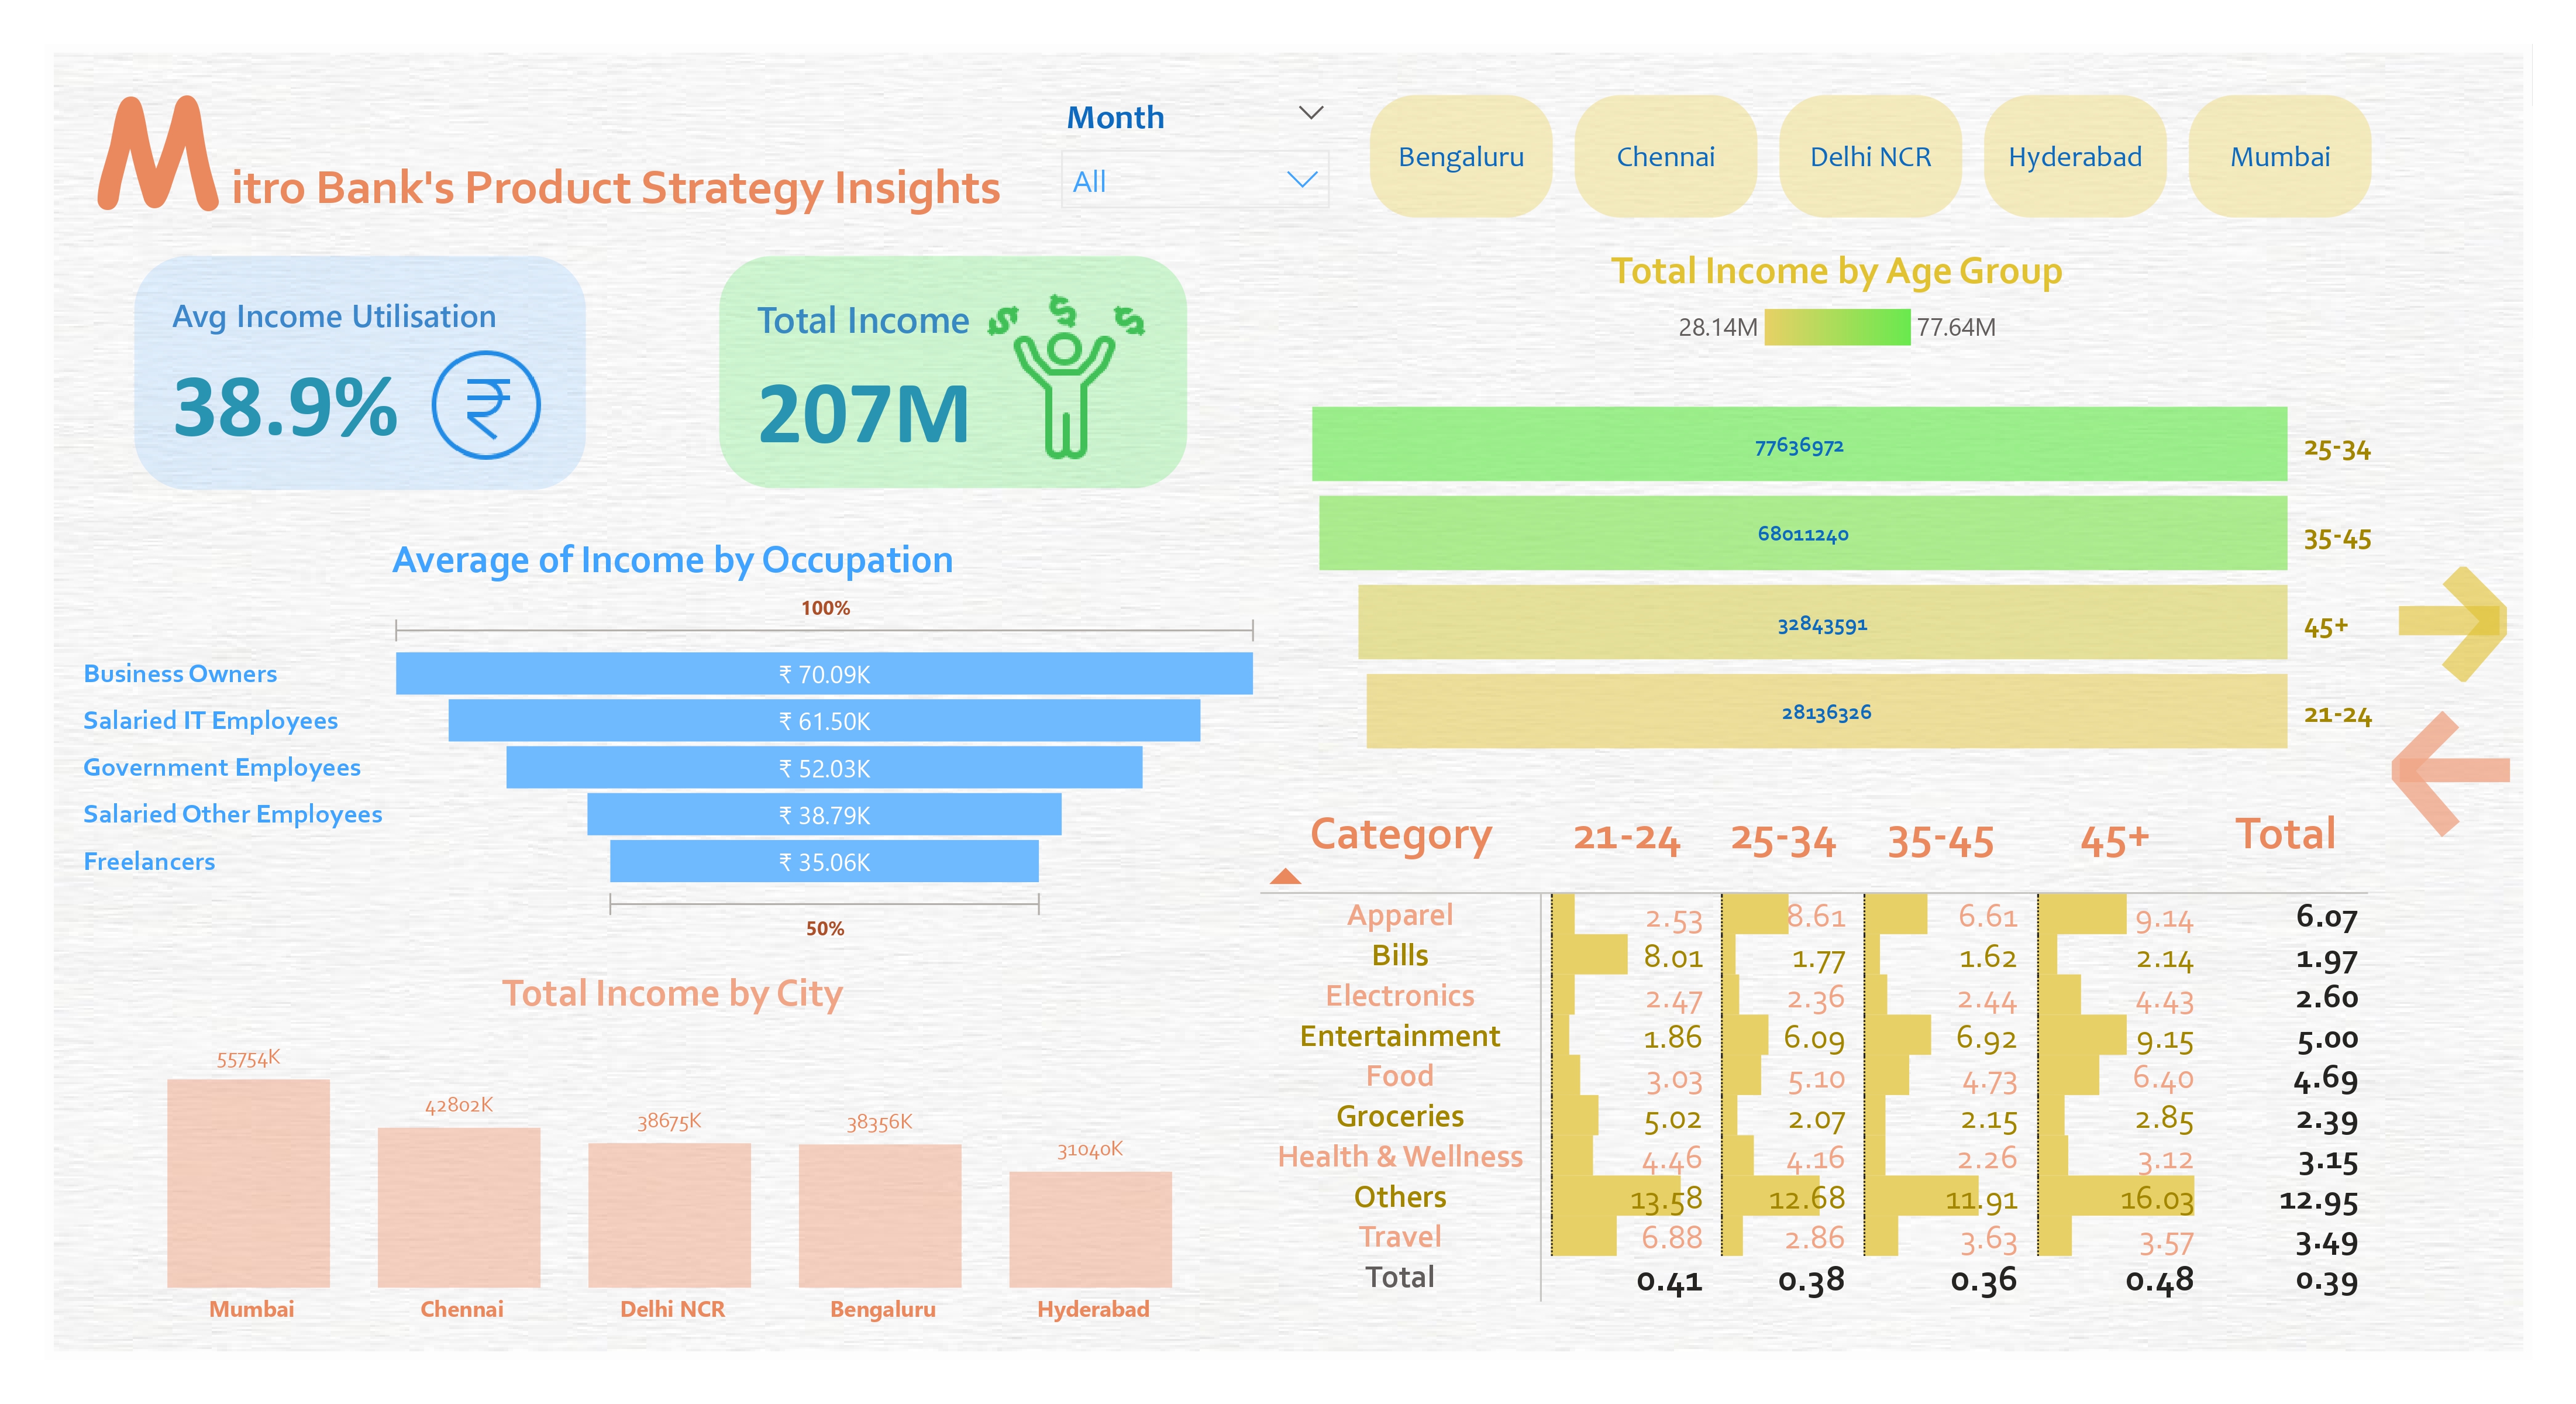 Mitro Bank's Product Strategy Insights
Month
All
Bengaluru
Chennai
Delhi NCR
Hyderabad
Mumbai
Avg Income Utilisation
38.9%
₹
Total Income
207M
$ $ $
Total Income by Age Group
28.14M 77.64M
77636972 25-34
68011240 35-45
32843591 45+
28136326 21-24
Average of Income by Occupation
100%
Business Owners ₹ 70.09K
Salaried IT Employees ₹ 61.50K
Government Employees ₹ 52.03K
Salaried Other Employees ₹ 38.79K
Freelancers ₹ 35.06K
50%
Total Income by City
55754K
42802K
38675K
38356K
31040K
Mumbai Chennai Delhi NCR Bengaluru Hyderabad
Category 21-24 25-34 35-45 45+ Total
Apparel 2.53 8.61 6.61 9.14 6.07
Bills 8.01 1.77 1.62 2.14 1.97
Electronics 2.47 2.36 2.44 4.43 2.60
Entertainment 1.86 6.09 6.92 9.15 5.00
Food 3.03 5.10 4.73 6.40 4.69
Groceries 5.02 2.07 2.15 2.85 2.39
Health & Wellness 4.46 4.16 2.26 3.12 3.15
Others 13.58 12.68 11.91 16.03 12.95
Travel 6.88 2.86 3.63 3.57 3.49
Total 0.41 0.38 0.36 0.48 0.39